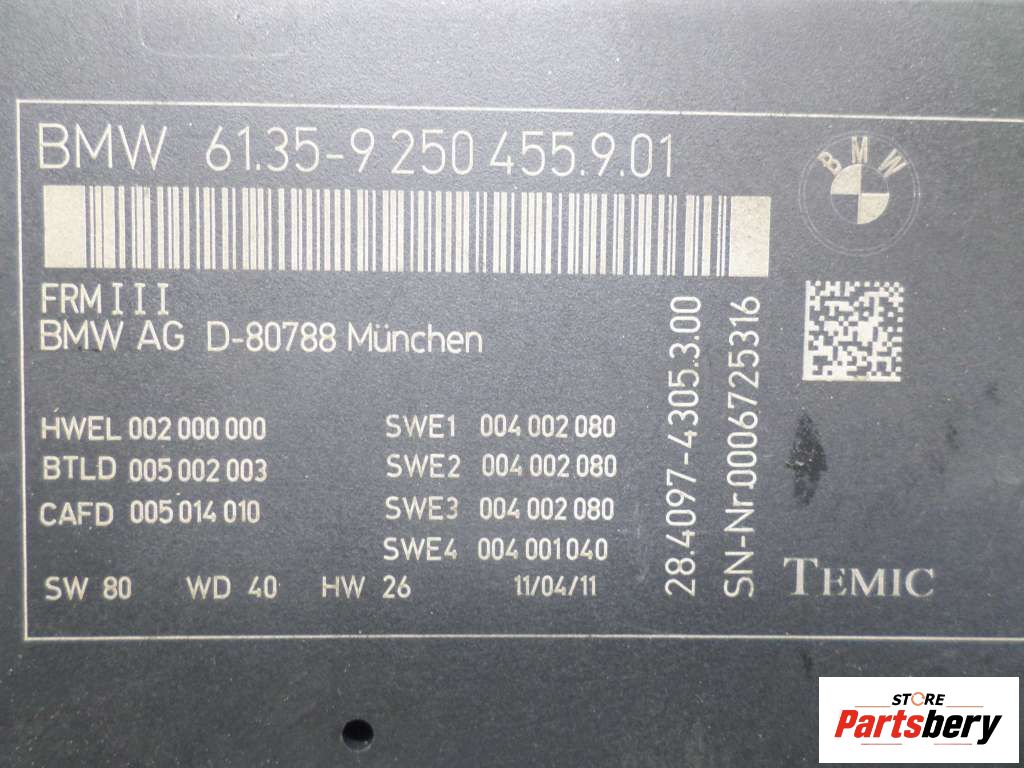 BMW 61.35-9 250 455.9.01
BMW
FRM III
BMW AG D-80788 München
HWEL 002 000 000
BTLD 005 002 003
CAFD 005 014 010
SWE1 004 002 080
SWE2 004 002 080
SWE3 004 002 080
SWE4 004 001 040
SW 80 WD 40 HW 26 11/04/11
28.4097-4305.3.00
SN-Nr.0006725316
TEMIC
STORE
Partsbery